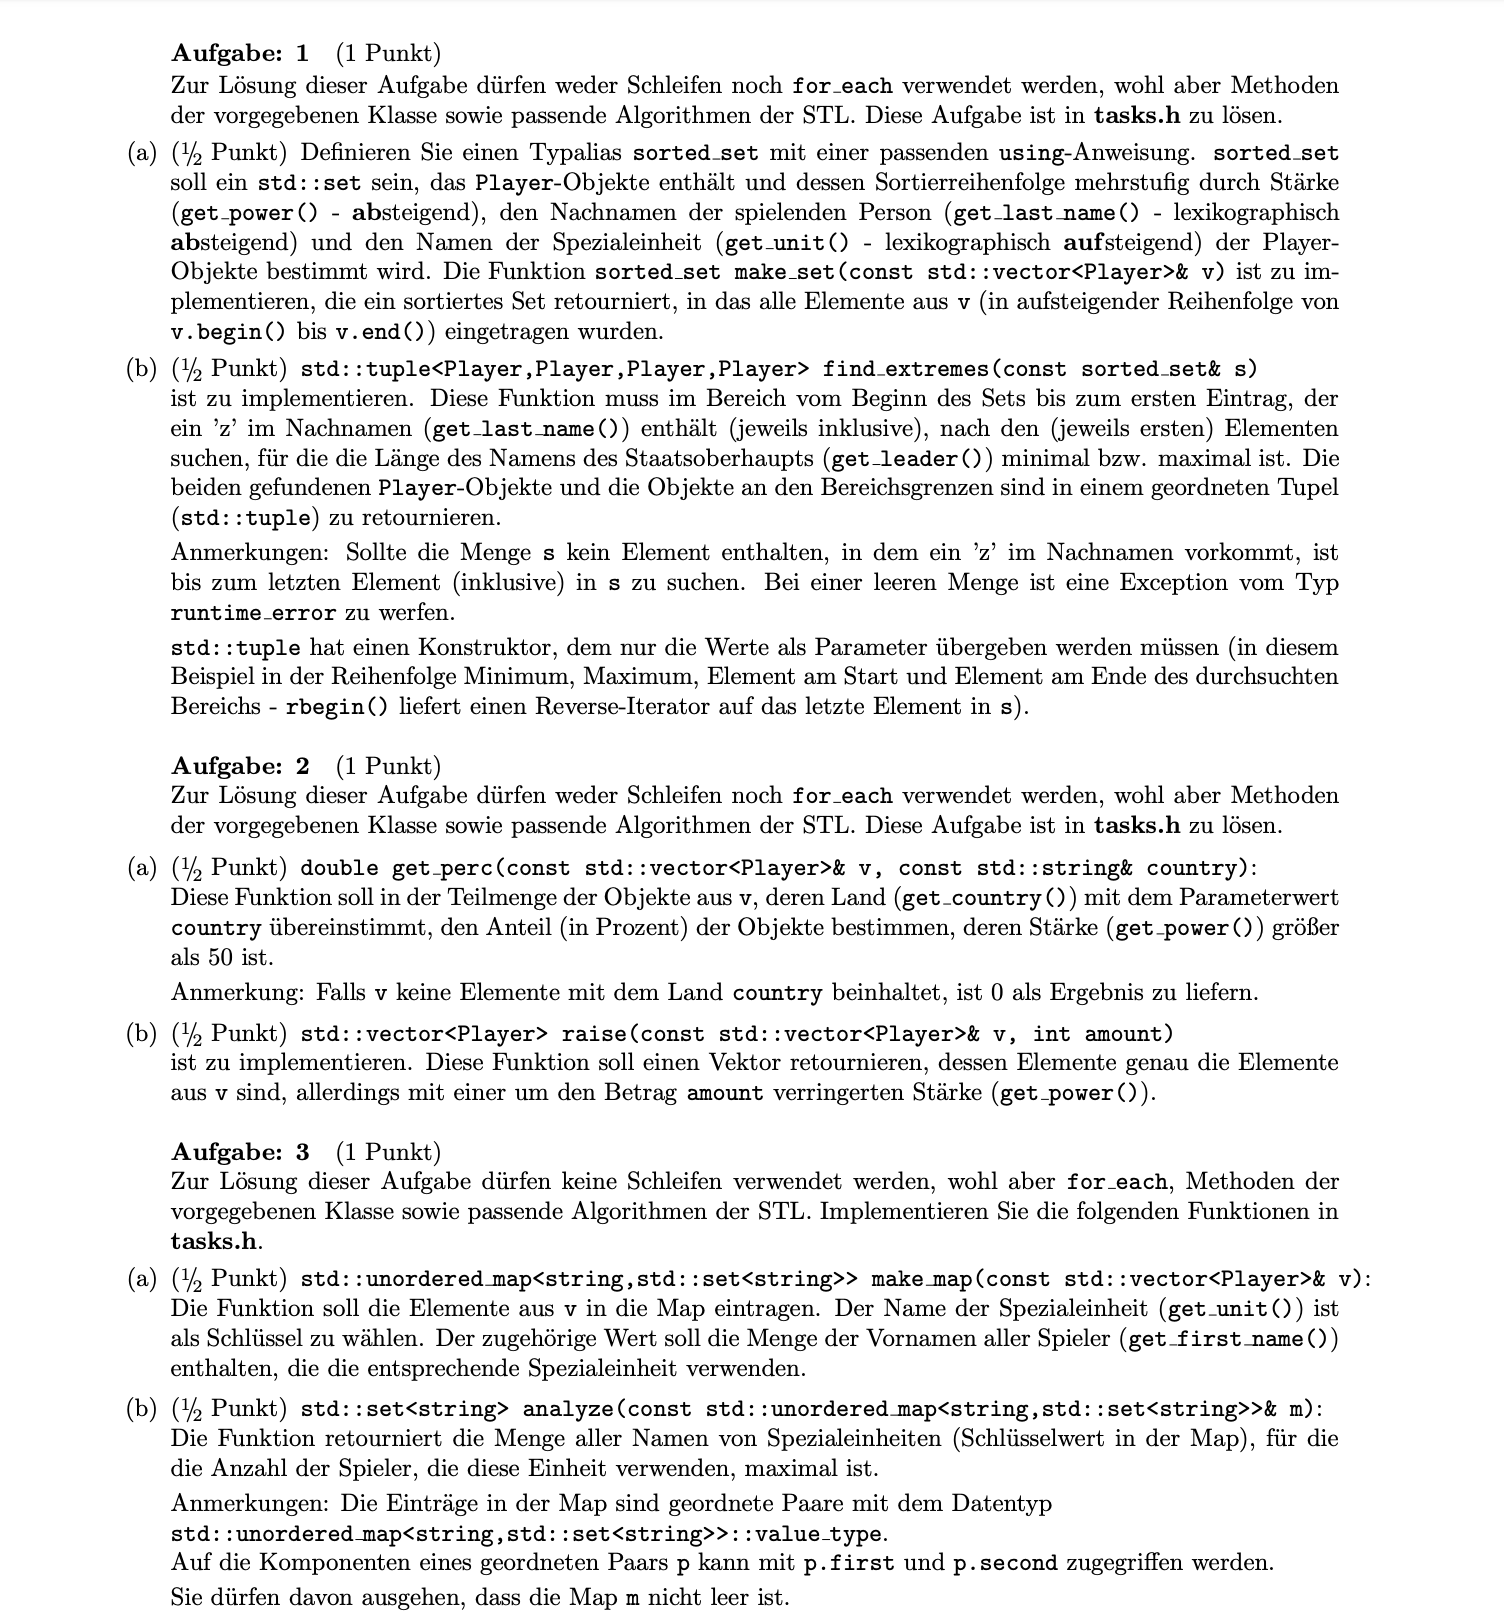 Aufgabe: 1 (1 Punkt)
Zur Lösung dieser Aufgabe dürfen weder Schleifen noch for_each verwendet werden, wohl aber Methoden
der vorgegebenen Klasse sowie passende Algorithmen der STL. Diese Aufgabe ist in tasks.h zu lösen.
(a) (½ Punkt) Definieren Sie einen Typalias sorted_set mit einer passenden using-Anweisung. sorted_set
soll ein std::set sein, das Player-Objekte enthält und dessen Sortierreihenfolge mehrstufig durch Stärke
(get_power() - absteigend), den Nachnamen der spielenden Person (get_last_name() - lexikographisch
absteigend) und den Namen der Spezialeinheit (get_unit() - lexikographisch aufsteigend) der Player-
Objekte bestimmt wird. Die Funktion sorted_set make_set(const std::vector<Player>& v) ist zu im-
plementieren, die ein sortiertes Set retourniert, in das alle Elemente aus v (in aufsteigender Reihenfolge von
v.begin() bis v.end()) eingetragen wurden.
(b) (½ Punkt) std::tuple<Player,Player,Player,Player> find_extremes(const sorted_set& s)
ist zu implementieren. Diese Funktion muss im Bereich vom Beginn des Sets bis zum ersten Eintrag, der
ein 'z' im Nachnamen (get_last_name()) enthält (jeweils inklusive), nach den (jeweils ersten) Elementen
suchen, für die die Länge des Namens des Staatsoberhaupts (get_leader()) minimal bzw. maximal ist. Die
beiden gefundenen Player-Objekte und die Objekte an den Bereichsgrenzen sind in einem geordneten Tupel
(std::tuple) zu retournieren.
Anmerkungen: Sollte die Menge s kein Element enthalten, in dem ein 'z' im Nachnamen vorkommt, ist
bis zum letzten Element (inklusive) in s zu suchen. Bei einer leeren Menge ist eine Exception vom Typ
runtime_error zu werfen.
std::tuple hat einen Konstruktor, dem nur die Werte als Parameter übergeben werden müssen (in diesem
Beispiel in der Reihenfolge Minimum, Maximum, Element am Start und Element am Ende des durchsuchten
Bereichs - rbegin() liefert einen Reverse-Iterator auf das letzte Element in s).
Aufgabe: 2 (1 Punkt)
Zur Lösung dieser Aufgabe dürfen weder Schleifen noch for_each verwendet werden, wohl aber Methoden
der vorgegebenen Klasse sowie passende Algorithmen der STL. Diese Aufgabe ist in tasks.h zu lösen.
(a) (½ Punkt) double get_perc(const std::vector<Player>& v, const std::string& country):
Diese Funktion soll in der Teilmenge der Objekte aus v, deren Land (get_country()) mit dem Parameterwert
country übereinstimmt, den Anteil (in Prozent) der Objekte bestimmen, deren Stärke (get_power()) größer
als 50 ist.
Anmerkung: Falls v keine Elemente mit dem Land country beinhaltet, ist 0 als Ergebnis zu liefern.
(b) (½ Punkt) std::vector<Player> raise(const std::vector<Player>& v, int amount)
ist zu implementieren. Diese Funktion soll einen Vektor retournieren, dessen Elemente genau die Elemente
aus v sind, allerdings mit einer um den Betrag amount verringerten Stärke (get_power()).
Aufgabe: 3 (1 Punkt)
Zur Lösung dieser Aufgabe dürfen keine Schleifen verwendet werden, wohl aber for_each, Methoden der
vorgegebenen Klasse sowie passende Algorithmen der STL. Implementieren Sie die folgenden Funktionen in
tasks.h.
(a) (½ Punkt) std::unordered_map<string,std::set<string>> make_map(const std::vector<Player>& v):
Die Funktion soll die Elemente aus v in die Map eintragen. Der Name der Spezialeinheit (get_unit()) ist
als Schlüssel zu wählen. Der zugehörige Wert soll die Menge der Vornamen aller Spieler (get_first_name())
enthalten, die die entsprechende Spezialeinheit verwenden.
(b) (½ Punkt) std::set<string> analyze(const std::unordered_map<string,std::set<string>>& m):
Die Funktion retourniert die Menge aller Namen von Spezialeinheiten (Schlüsselwert in der Map), für die
die Anzahl der Spieler, die diese Einheit verwenden, maximal ist.
Anmerkungen: Die Einträge in der Map sind geordnete Paare mit dem Datentyp
std::unordered_map<string,std::set<string>>::value_type.
Auf die Komponenten eines geordneten Paars p kann mit p.first und p.second zugegriffen werden.
Sie dürfen davon ausgehen, dass die Map m nicht leer ist.